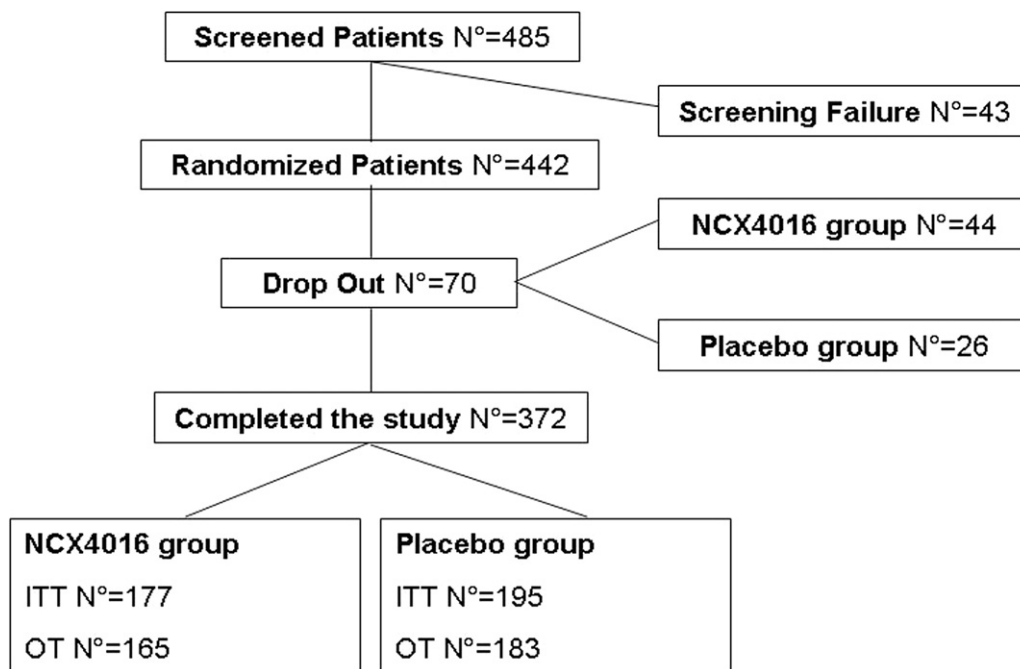 Screened Patients N°=485
Screening Failure N°=43
Randomized Patients N°=442
NCX4016 group N°=44
Drop Out N°=70
Placebo group N°=26
Completed the study N°=372
NCX4016 group
ITT N°=177
OT N°=165
Placebo group
ITT N°=195
OT N°=183